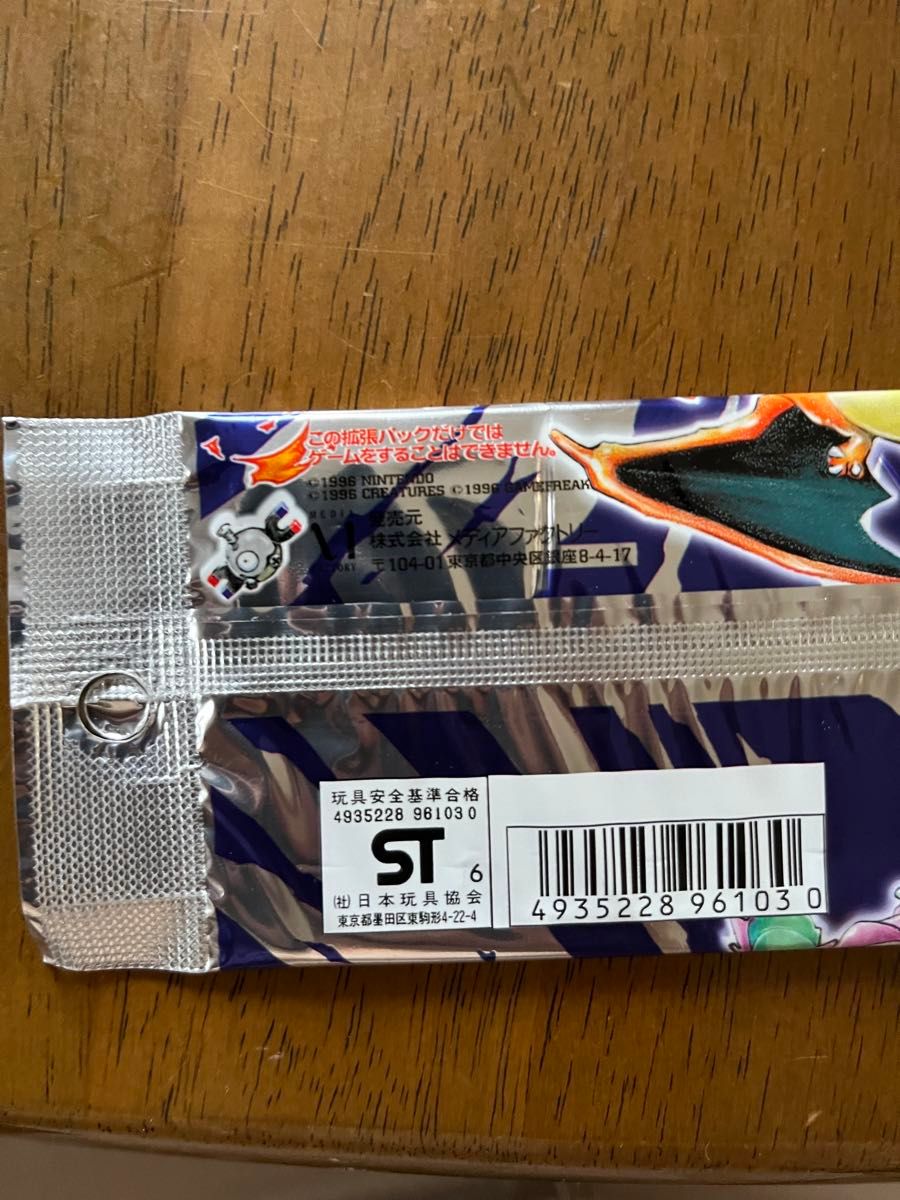 この拡張パックだけでは
ゲームをすることはできません。
©1996 NINTENDO
©1996 CREATURES ©1996 GAMEFREAK
MEDIA
FACTORY
発売元
株式会社 メディアファクトリー
〒104-01東京都中央区銀座8-4-17
玩具安全基準合格
4935228 961030
ST 6
(社)日本玩具協会
東京都墨田区東駒形4-22-4
4935228 961030